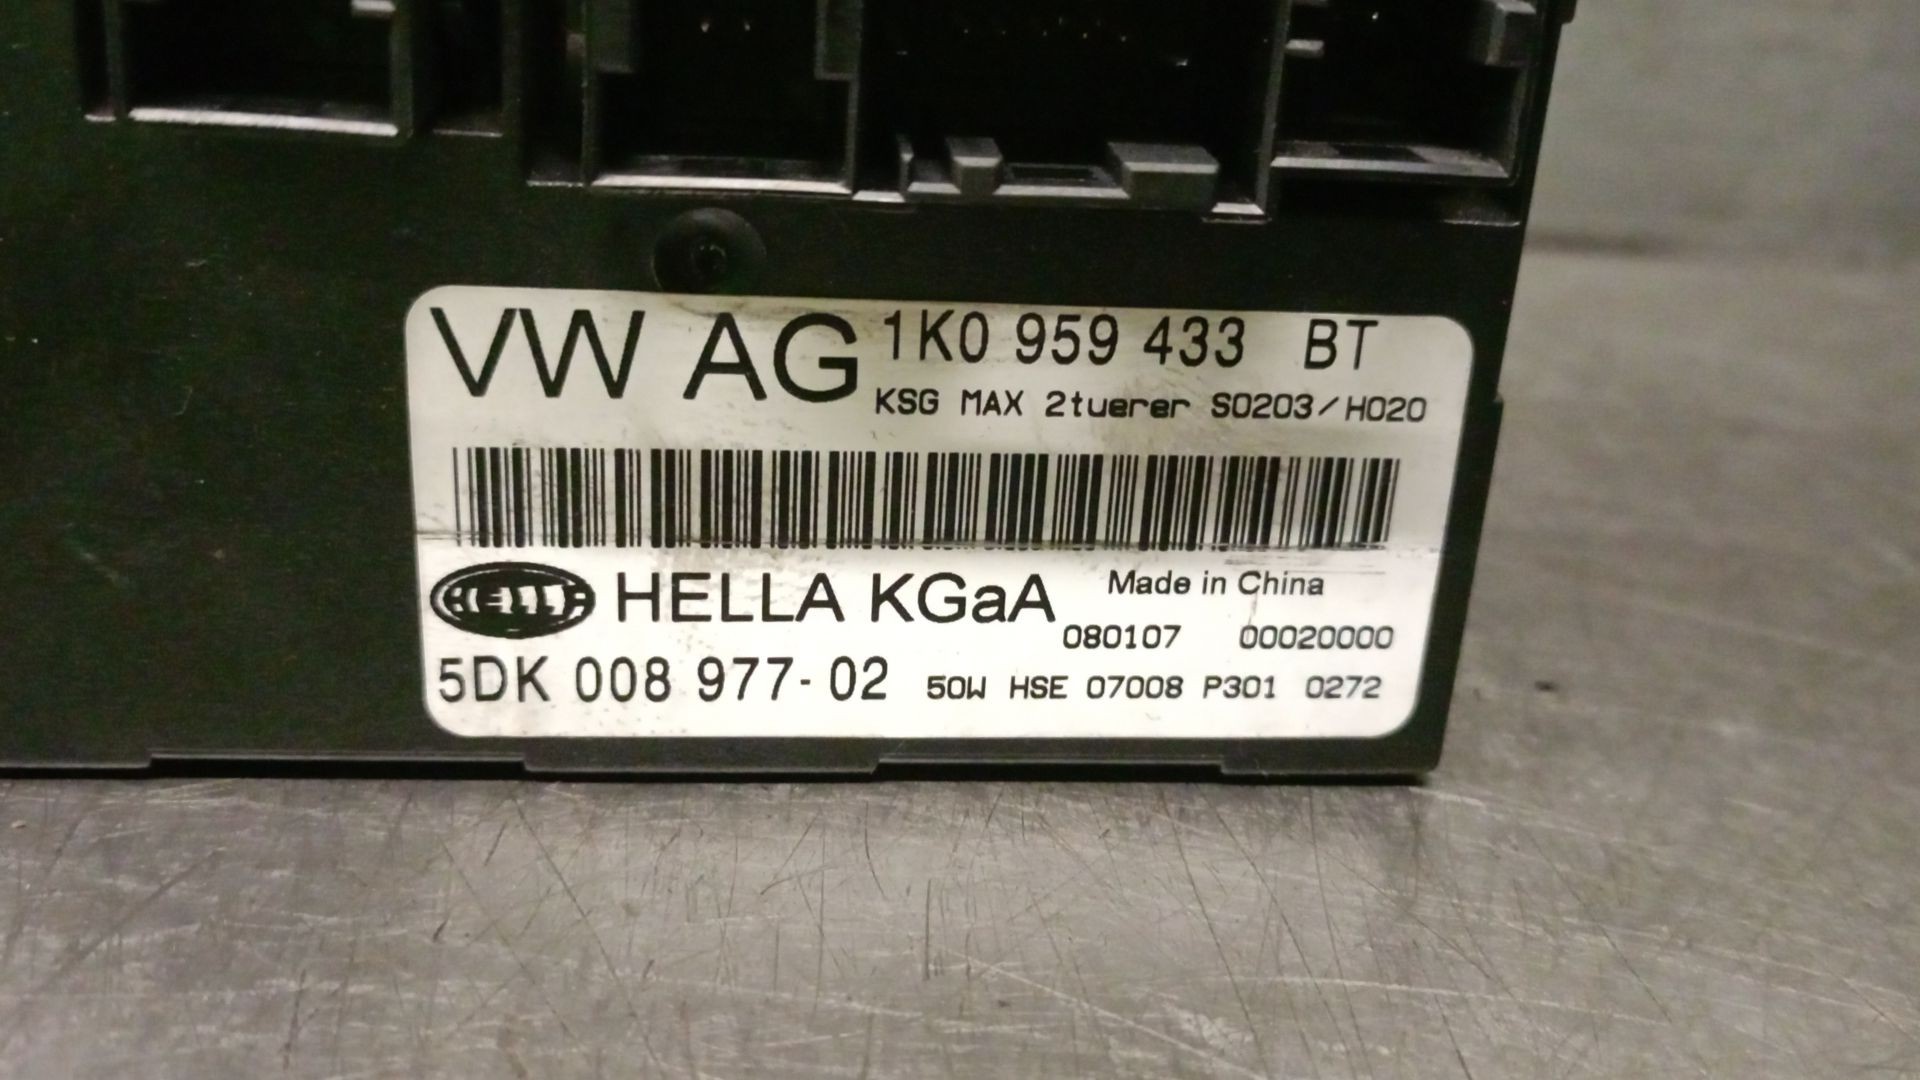 VW AG 1K0 959 433 BT
KSG MAX 2tuerer S0203/H020
HELLA HELLA KGaA Made in China
080107 00020000
5DK 008 977-02 50W HSE 07008 P301 0272